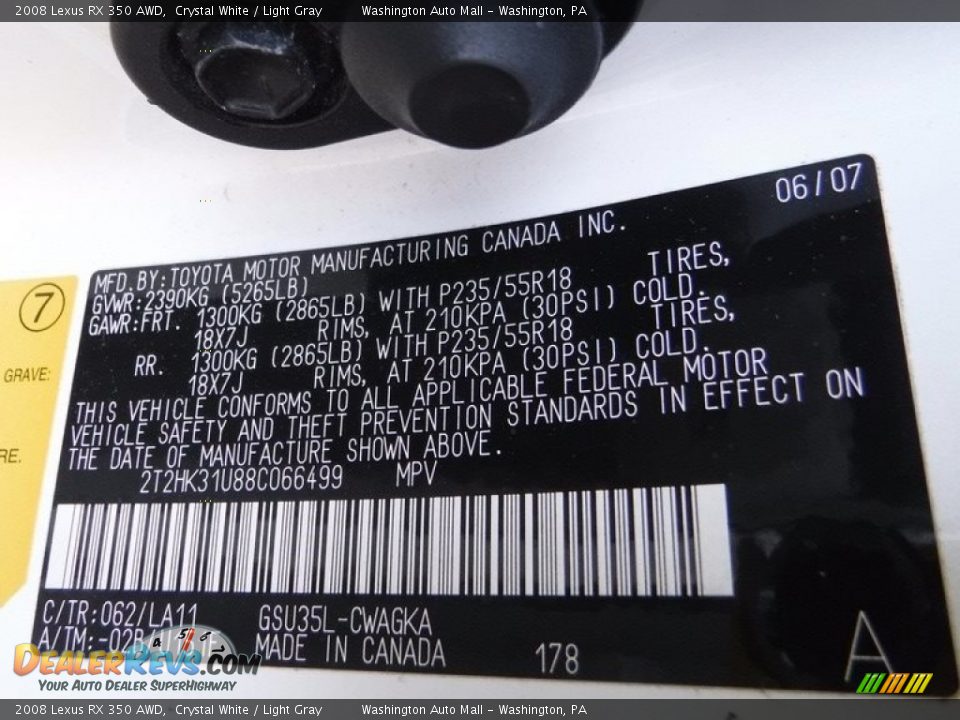 2008 Lexus RX 350 AWD, Crystal White / Light Gray Washington Auto Mall - Washington, PA
06/07
MFD.BY:TOYOTA MOTOR MANUFACTURING CANADA INC.
GVWR:2390KG (5265LB)
GAWR:FRT. 1300KG (2865LB) WITH P235/55R18 TIRES,
18X7J RIMS, AT 210KPA (30PSI) COLD.
RR. 1300KG (2865LB) WITH P235/55R18 TIRES,
18X7J RIMS, AT 210KPA (30PSI) COLD.
THIS VEHICLE CONFORMS TO ALL APPLICABLE FEDERAL MOTOR
VEHICLE SAFETY AND THEFT PREVENTION STANDARDS IN EFFECT ON
THE DATE OF MANUFACTURE SHOWN ABOVE.
2T2HK31U88C066499 MPV
C/TR:062/LA11 GSU35L-CWAGKA
MADE IN CANADA 178
A
7
GRAVE:
RE.
DealerRevs.com
Your Auto Dealer SuperHighway
2008 Lexus RX 350 AWD, Crystal White / Light Gray Washington Auto Mall - Washington, PA